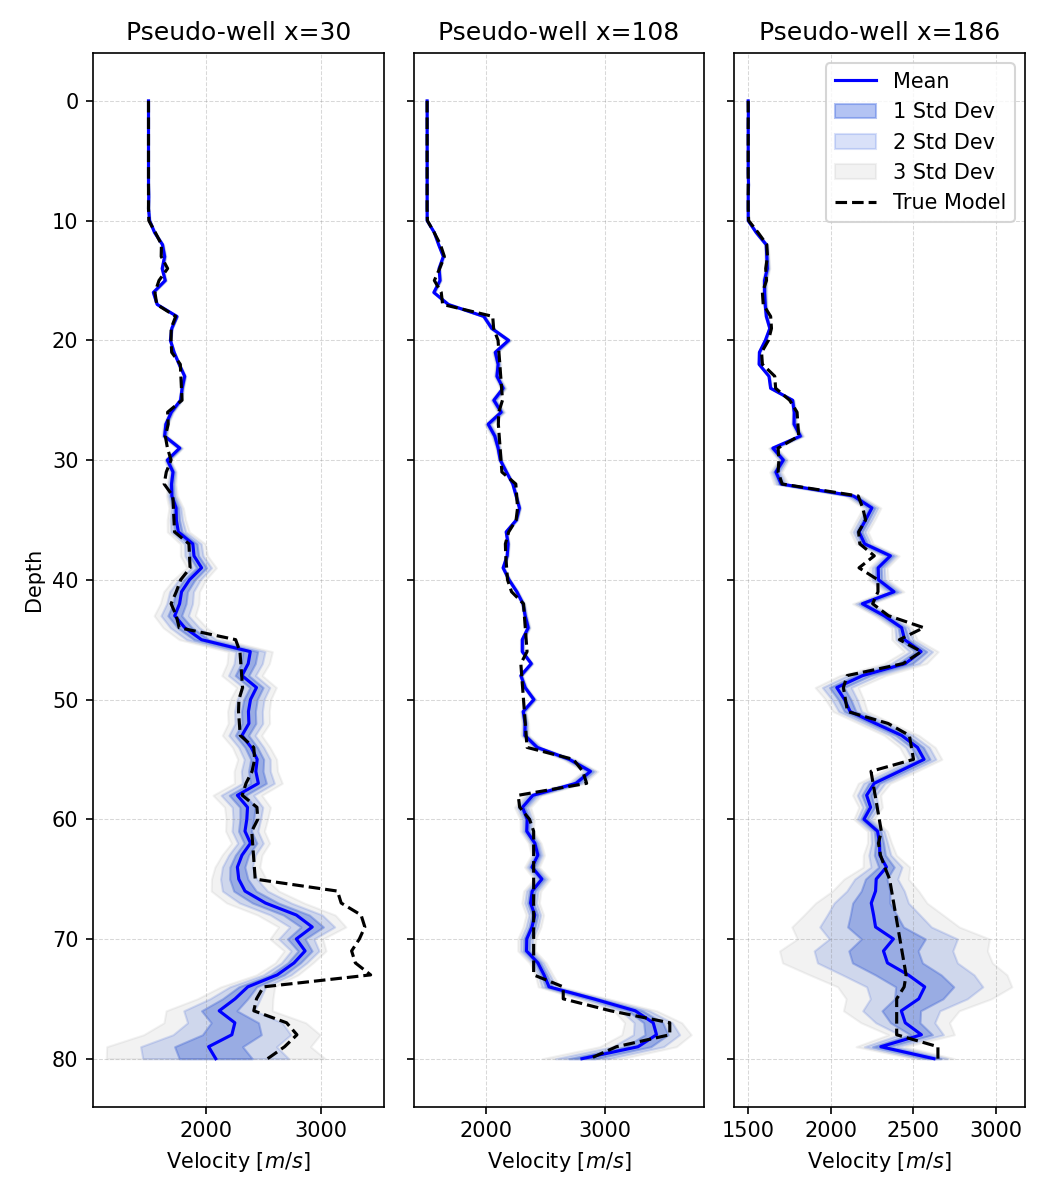 Pseudo-well x=30
Pseudo-well x=108
Pseudo-well x=186
Mean
1 Std Dev
2 Std Dev
3 Std Dev
True Model
0
10
20
30
40
50
60
70
80
Depth
2000 3000
2000 3000
1500 2000 2500 3000
Velocity [m/s]
Velocity [m/s]
Velocity [m/s]